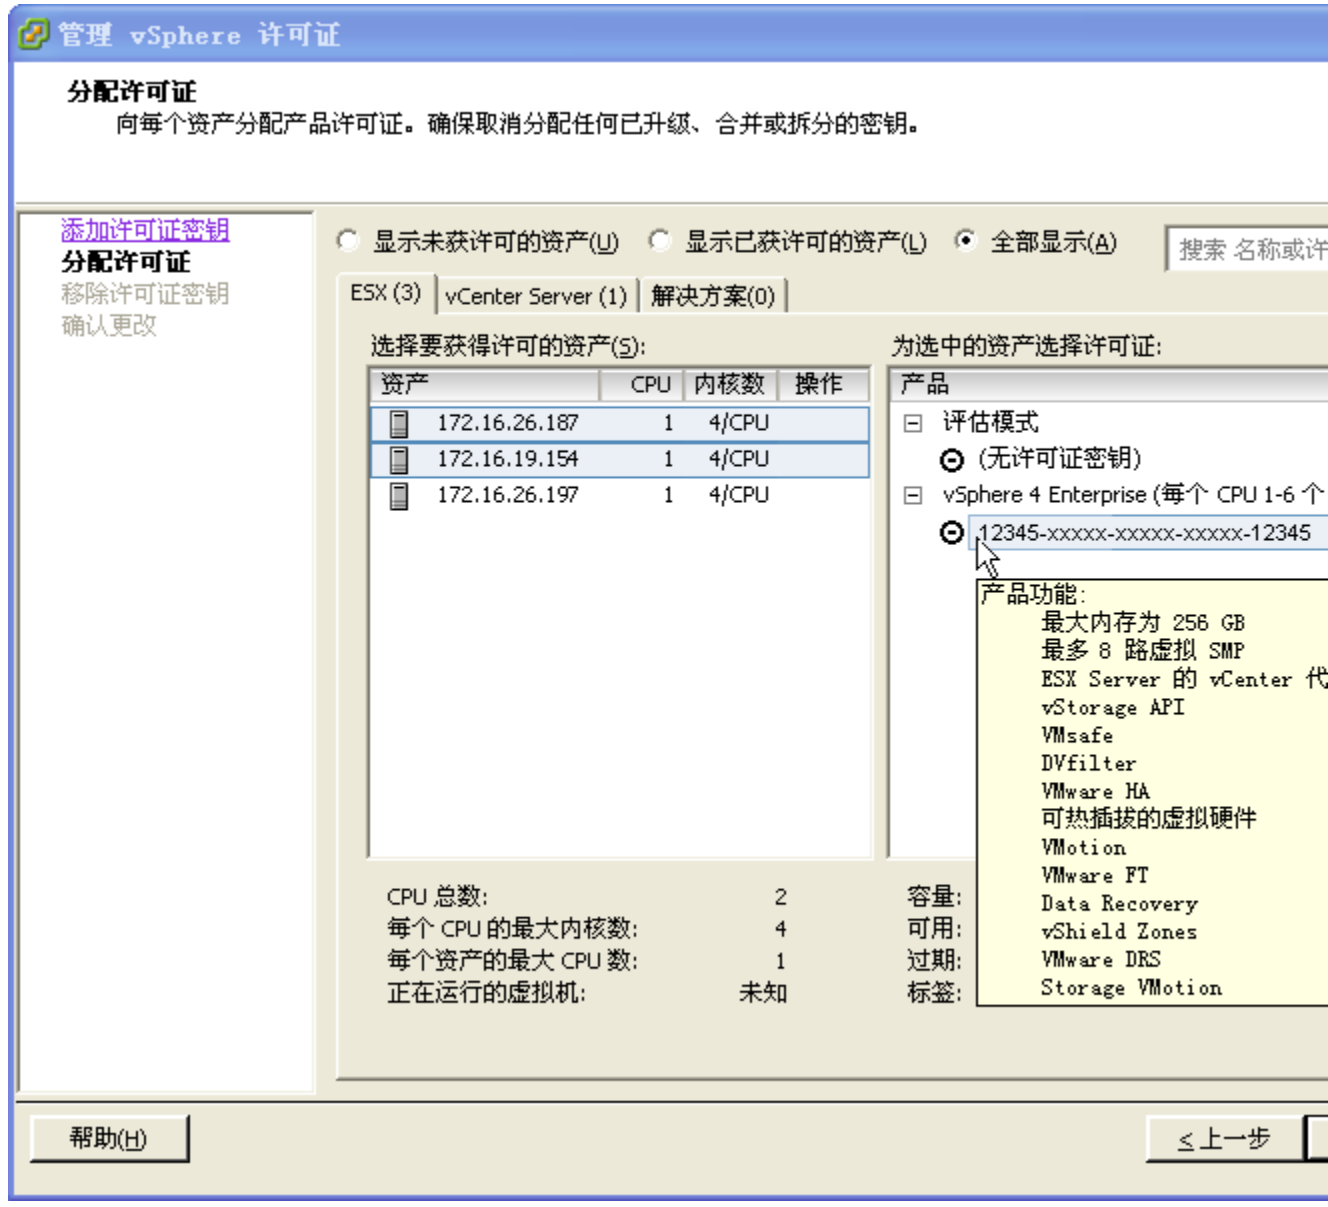 管理 vSphere 许可证
分配许可证
向每个资产分配产品许可证。确保取消分配任何已升级、合并或拆分的密钥。
添加许可证密钥
分配许可证
移除许可证密钥
确认更改
显示未获许可的资产(U) 显示已获许可的资产(L) 全部显示(A)
搜索 名称或许
ESX (3) vCenter Server (1) 解决方案(0)
选择要获得许可的资产(S):
资产 CPU 内核数 操作
172.16.26.187 1 4/CPU
172.16.19.154 1 4/CPU
172.16.26.197 1 4/CPU
CPU 总数: 2
每个 CPU 的最大内核数: 4
每个资产的最大 CPU 数: 1
正在运行的虚拟机: 未知
为选中的资产选择许可证:
产品
评估模式
(无许可证密钥)
vSphere 4 Enterprise (每个 CPU 1-6 个
12345-xxxxx-xxxxx-xxxxx-12345
产品功能:
最大内存为 256 GB
最多 8 路虚拟 SMP
ESX Server 的 vCenter 代
vStorage API
VMsafe
DVfilter
VMware HA
可热插拔的虚拟硬件
VMotion
VMware FT
Data Recovery
vShield Zones
VMware DRS
Storage VMotion
容量:
可用:
过期:
标签:
帮助(H)
≤ 上一步